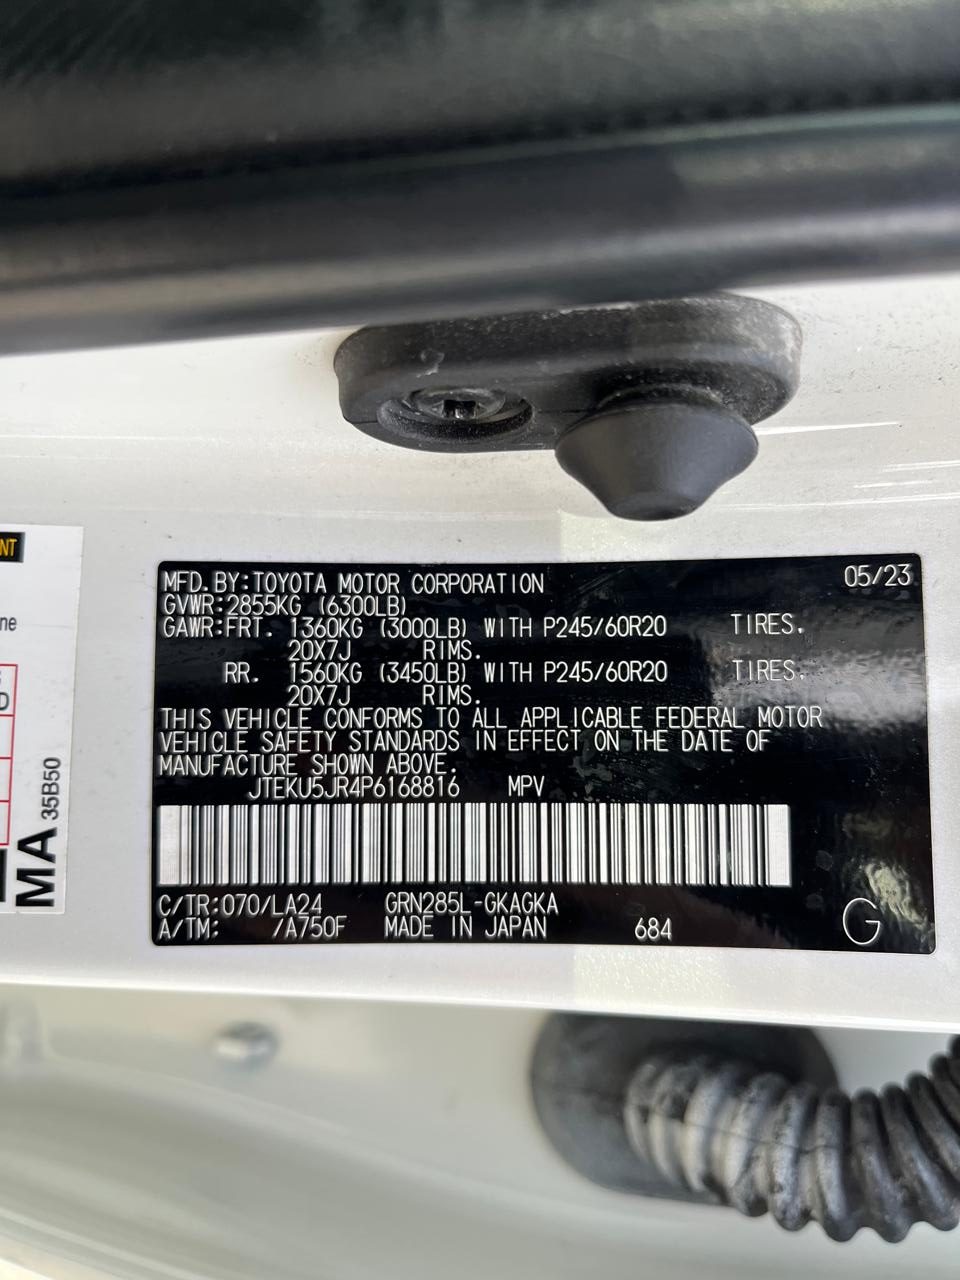 MFD.BY:TOYOTA MOTOR CORPORATION 05/23
GVWR:2855KG (6300LB)
GAWR:FRT. 1360KG (3000LB) WITH P245/60R20 TIRES,
20X7J RIMS.
RR. 1560KG (3450LB) WITH P245/60R20 TIRES,
20X7J RIMS.
THIS VEHICLE CONFORMS TO ALL APPLICABLE FEDERAL MOTOR
VEHICLE SAFETY STANDARDS IN EFFECT ON THE DATE OF
MANUFACTURE SHOWN ABOVE.
JTEKU5JR4P6168816 MPV
C/TR:070/LA24 GRN285L-GKAGKA
A/TM: /A750F MADE IN JAPAN 684 G
NT
ne
D
MA 35B50